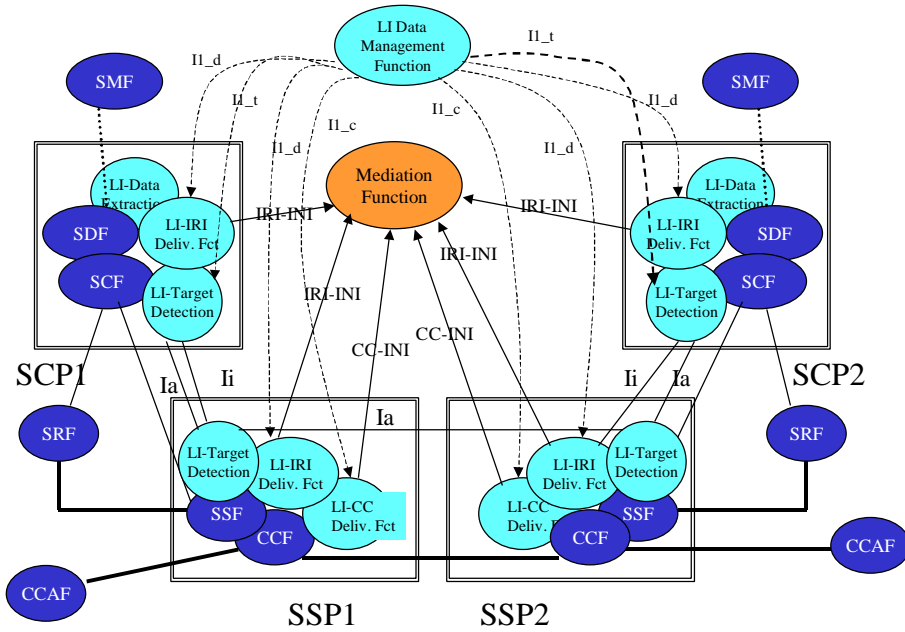 LI Data
Management
Function
I1_t
I1_d
SMF
SMF
I1_t
I1_c
I1_c
I1_d
I1_d
I1_d
Mediation
Function
LI-Data
Extraction
LI-IRI
Deliv. Fct
SDF
SCF
LI-Target
Detection
IRI-INI
IRI-INI
LI-Data
Extraction
LI-IRI
Deliv. Fct
SDF
SCF
LI-Target
Detection
IRI-INI
IRI-INI
CC-INI
CC-INI
SCP1
Ia
Ii
Ii
Ia
SCP2
Ia
SRF
SRF
LI-Target
Detection
LI-IRI
Deliv. Fct
LI-CC
Deliv. Fct
SSF
CCF
LI-IRI
Deliv. Fct
LI-Target
Detection
LI-CC
Deliv. F
SSF
CCF
CCAF
CCAF
SSP1
SSP2